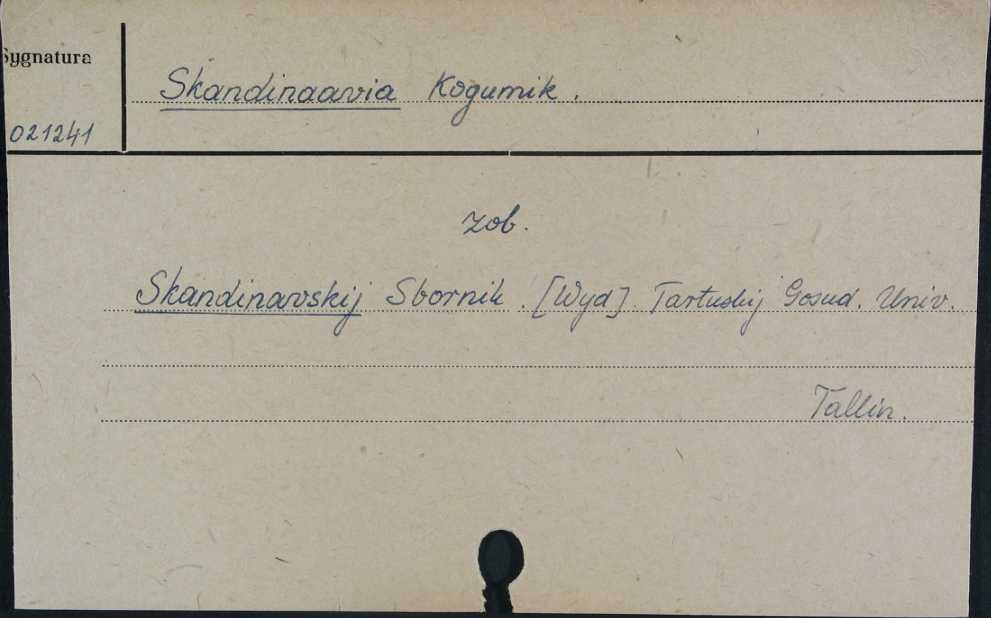 Sygnatura
Skandinaavia Kogumik.
021241
zob.
Skandinavskij Sbornik. [Wyd] Tartuskij Gosud. Univ.
Tallin.